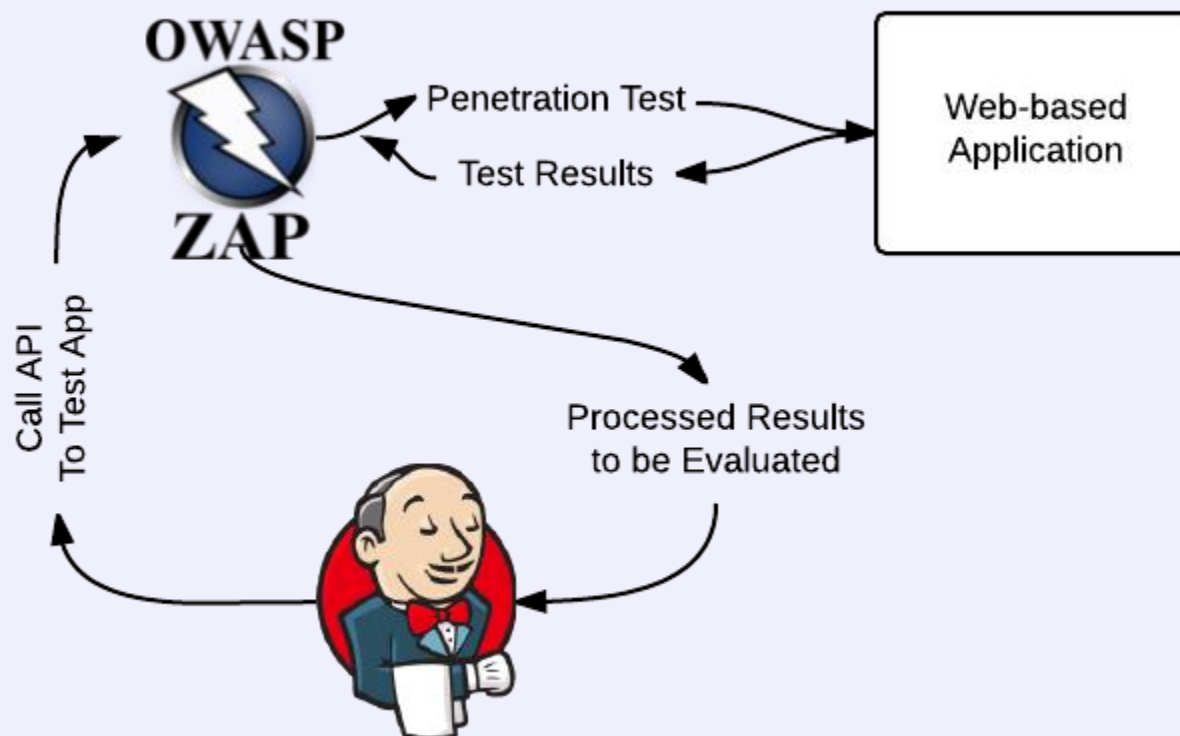 OWASP
ZAP
Penetration Test
Test Results
Web-based
Application
Call API
To Test App
Processed Results
to be Evaluated